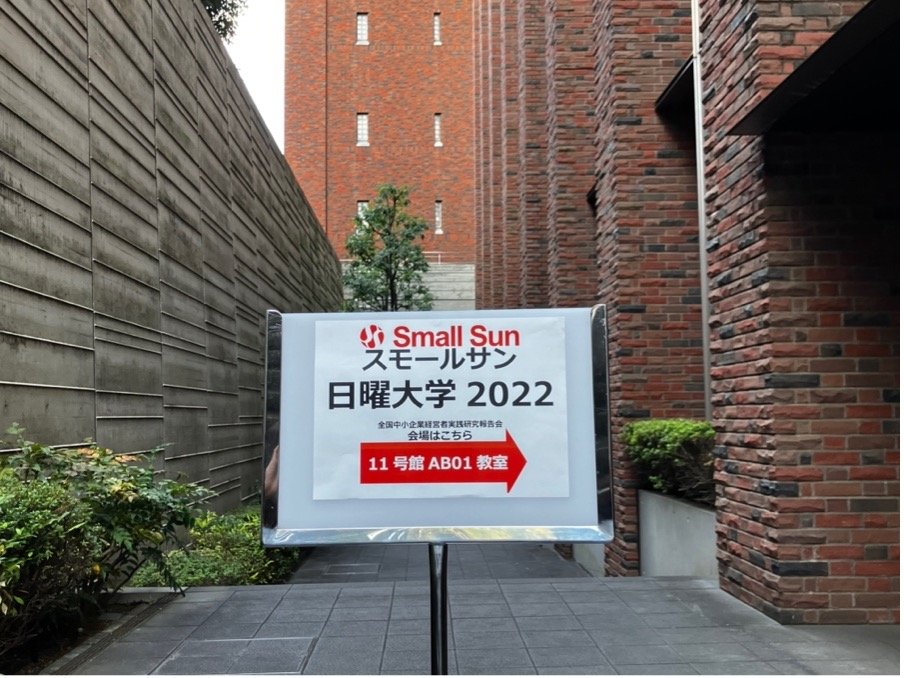 Small Sun
スモールサン
日曜大学 2022
全国中小企業経営者実践研究報告会
会場はこちら
11 号館 AB01 教室